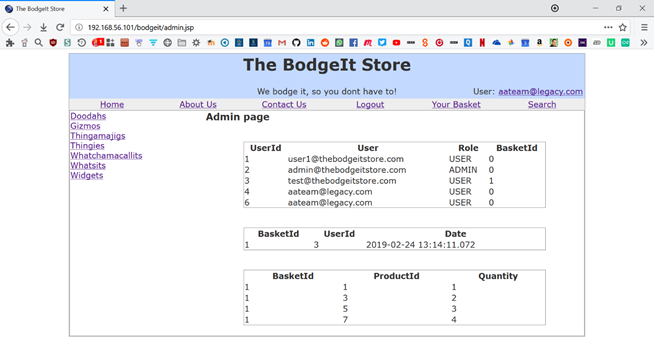 The BodgeIt Store
192.168.56.101/bodgeit/admin.jsp
The BodgeIt Store
We bodge it, so you dont have to! User: aateam@legacy.com
Home About Us Contact Us Logout Your Basket Search
Doodahs
Gizmos
Thingamajigs
Thingies
Whatchamacallits
Whatsits
Widgets
Admin page
UserId User Role BasketId
1 user1@thebodgeitstore.com USER 0
2 admin@thebodgeitstore.com ADMIN 0
3 test@thebodgeitstore.com USER 1
4 aateam@legacy.com USER 0
6 aateam@legacy.com USER 0
BasketId UserId Date
1 3 2019-02-24 13:14:11.072
BasketId ProductId Quantity
1 1 1
1 3 2
1 5 3
1 7 4